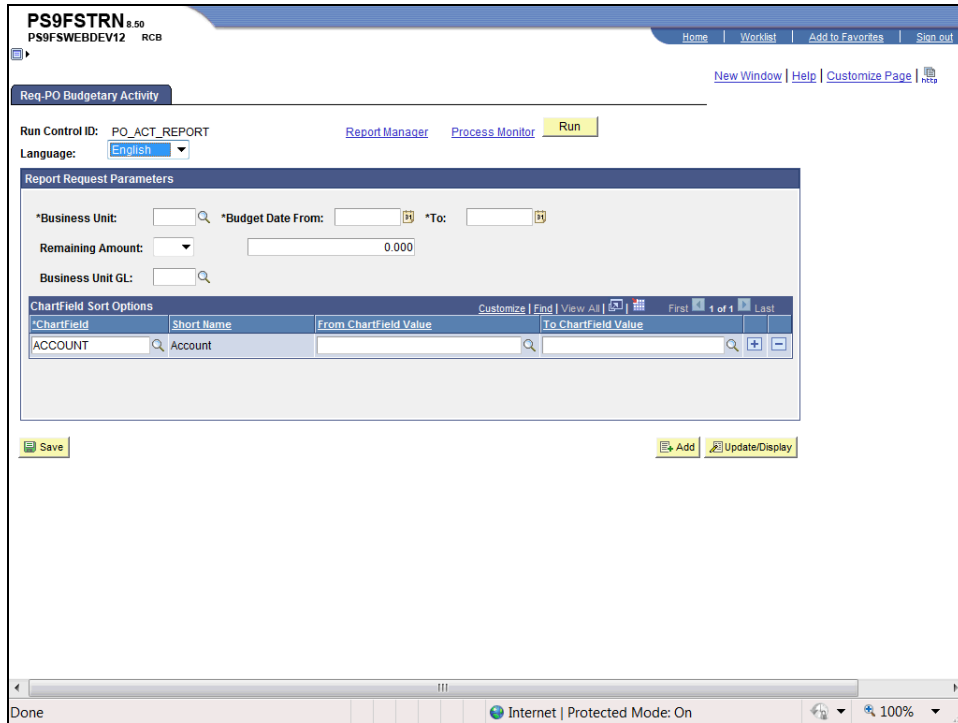 PS9FSTRN 8.50
PS9FSWEBDEV12 RCB
Home Worklist Add to Favorites Sign out
New Window | Help | Customize Page | http
Req-PO Budgetary Activity
Run Control ID: PO_ACT_REPORT Report Manager Process Monitor Run
Language: English
Report Request Parameters
*Business Unit: *Budget Date From: 31 *To: 31
Remaining Amount: 0.000
Business Unit GL:
ChartField Sort Options Customize | Find | View All | First 1 of 1 Last
*ChartField Short Name From ChartField Value To ChartField Value
ACCOUNT Account
Save Add Update/Display
Done Internet | Protected Mode: On 100%